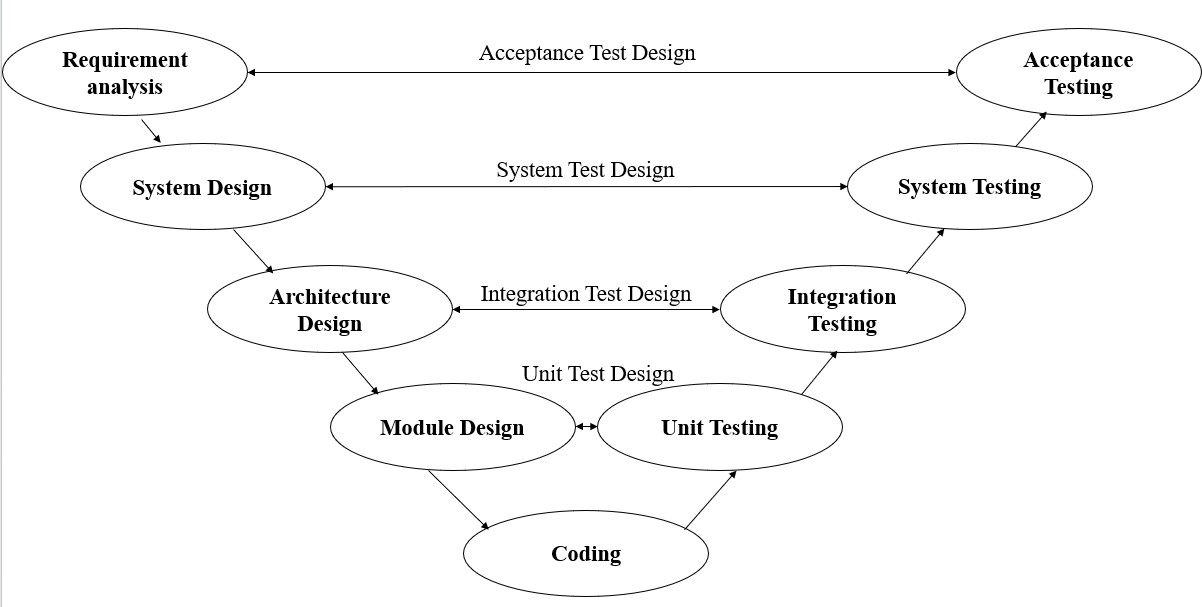 Requirement
analysis
Acceptance Test Design
Acceptance
Testing
System Design
System Test Design
System Testing
Architecture
Design
Integration Test Design
Integration
Testing
Unit Test Design
Module Design
Unit Testing
Coding